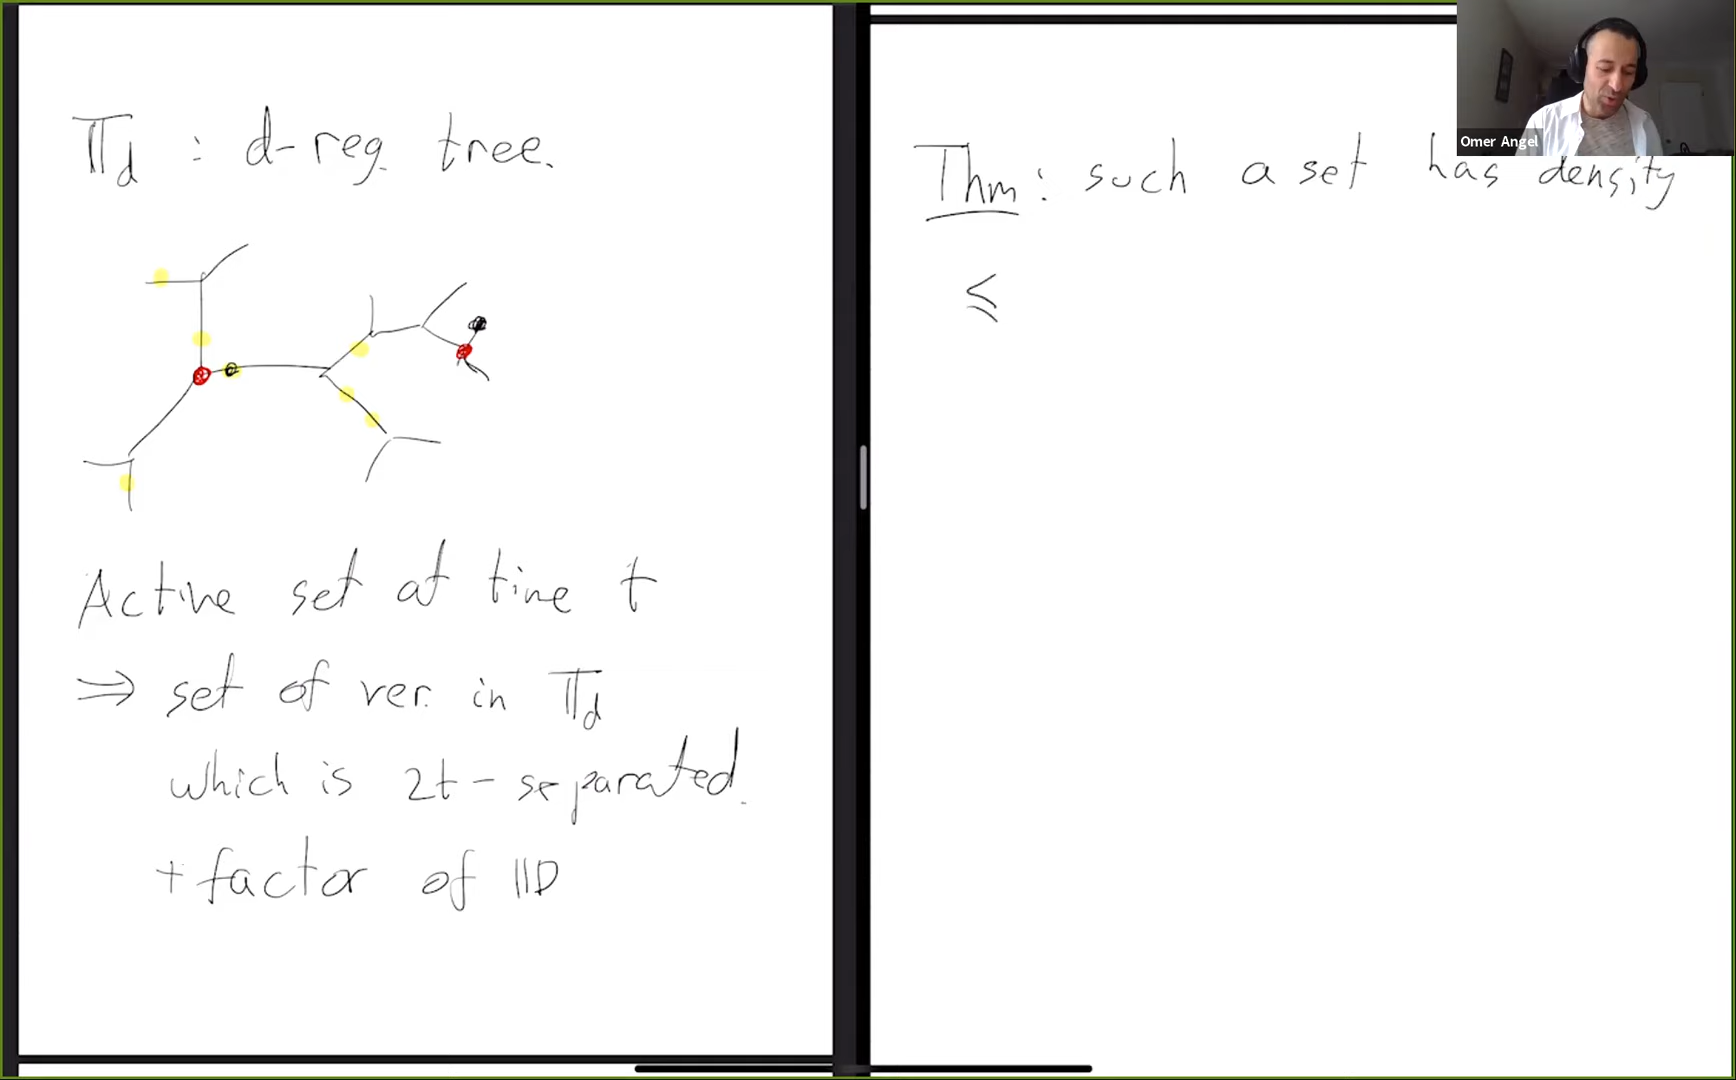 𝕋d : d-reg. tree.
Active set at time t
⇒ set of ver. in 𝕋d
which is 2t-separated.
+ factor of IID
Omer Angel
Thm: such a set has density
≤